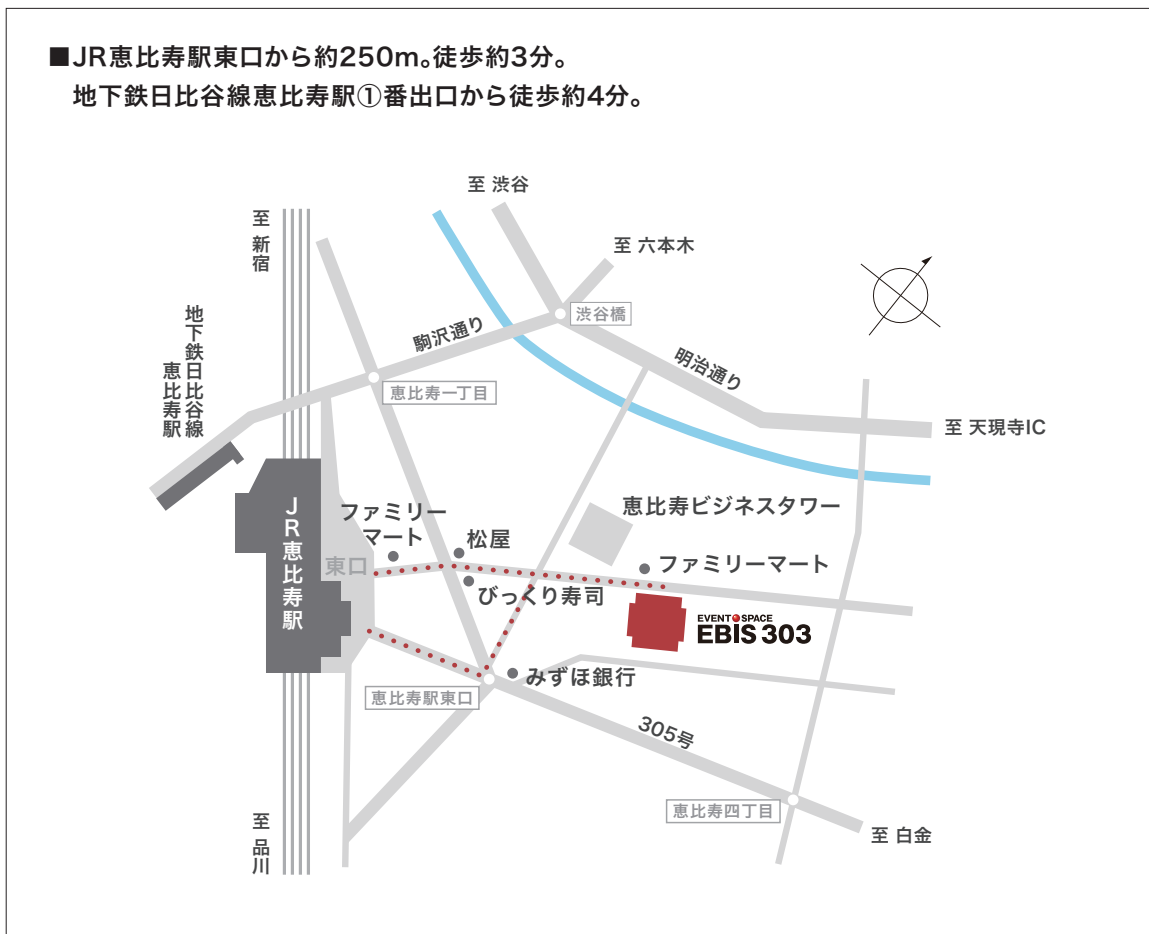 ■JR恵比寿駅東口から約250m。徒歩約3分。
地下鉄日比谷線恵比寿駅①番出口から徒歩約4分。
至 渋谷
至 新宿
至 六本木
渋谷橋
地下鉄日比谷線
恵比寿駅
駒沢通り
明治通り
恵比寿一丁目
至 天現寺IC
JR恵比寿駅
東口
ファミリー
マート
松屋
びっくり寿司
恵比寿ビジネスタワー
ファミリーマート
EVENT SPACE
EBiS 303
みずほ銀行
恵比寿駅東口
305号
恵比寿四丁目
至 白金
至 品川